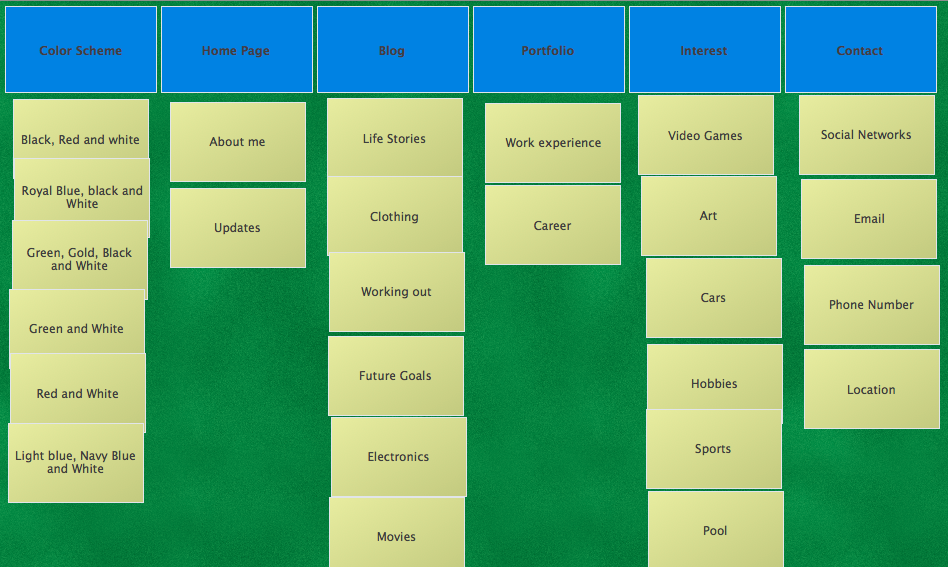 Color Scheme
Home Page
Blog
Portfolio
Interest
Contact
Black, Red and white
Royal Blue, black and
White
Green, Gold, Black
and White
Green and White
Red and White
Light blue, Navy Blue
and White
About me
Updates
Life Stories
Clothing
Working out
Future Goals
Electronics
Movies
Work experience
Career
Video Games
Art
Cars
Hobbies
Sports
Pool
Social Networks
Email
Phone Number
Location